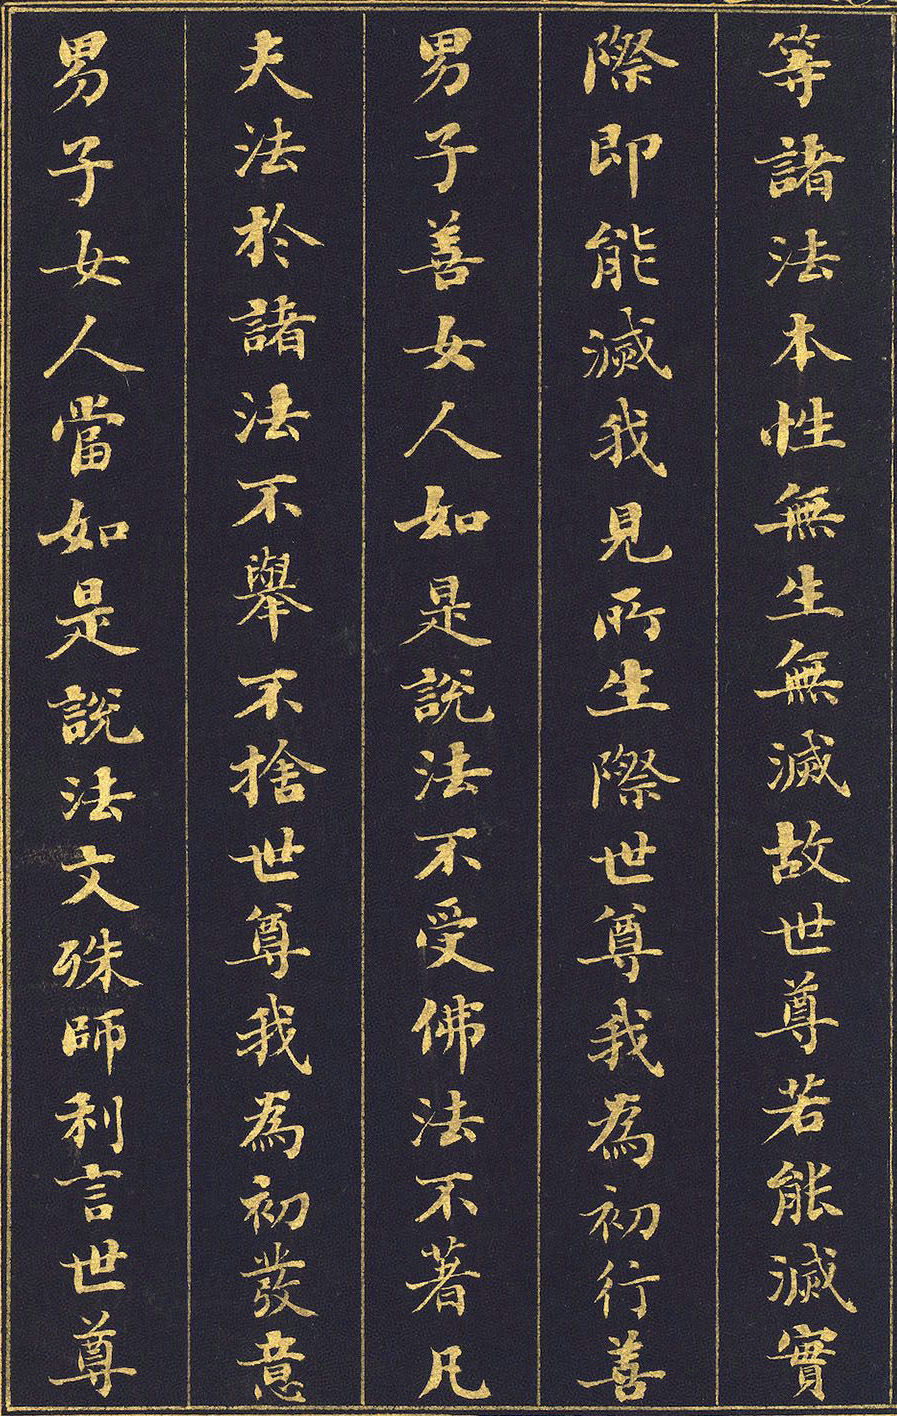 等諸法本性無生無滅故世尊若能滅實
際即能滅我見所生際世尊我為初行善
男子善女人如是說法不受佛法不著凡
夫法於諸法不舉不捨世尊我為初發意
男子女人當如是說法文殊師利言世尊